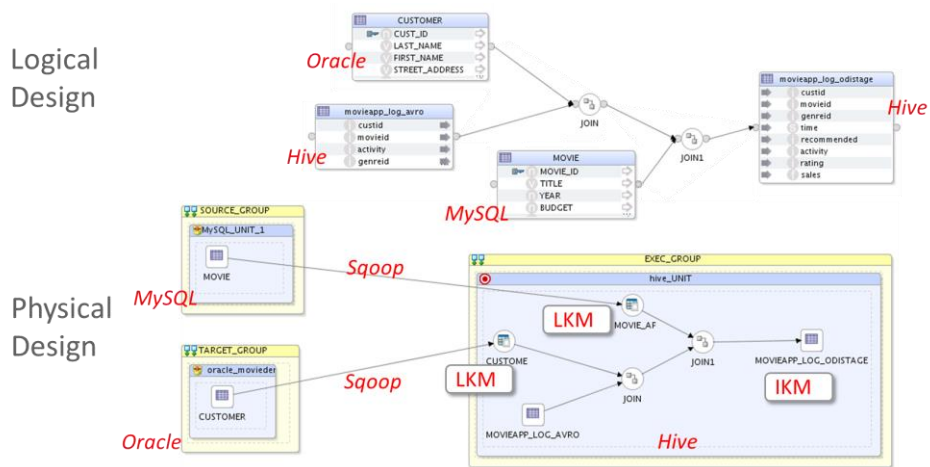 Logical
Design
CUSTOMER
CUST_ID
LAST_NAME
FIRST_NAME
STREET_ADDRESS
Oracle
movieapp_log_avro
custid
movieid
activity
genreid
Hive
JOIN
MOVIE
MOVIE_ID
TITLE
YEAR
BUDGET
MySQL
JOIN1
movieapp_log_odistage
custid
movieid
genreid
time
recommended
activity
rating
sales
Hive
Physical
Design
SOURCE_GROUP
MySQL_UNIT_1
MOVIE
MySQL
Sqoop
TARGET_GROUP
oracle_movieder
CUSTOMER
Oracle
Sqoop
EXEC_GROUP
hive_UNIT
LKM
MOVIE_AF
CUSTOME
LKM
JOIN
JOIN1
MOVIEAPP_LOG_ODISTAGE
IKM
MOVIEAPP_LOG_AVRO
Hive